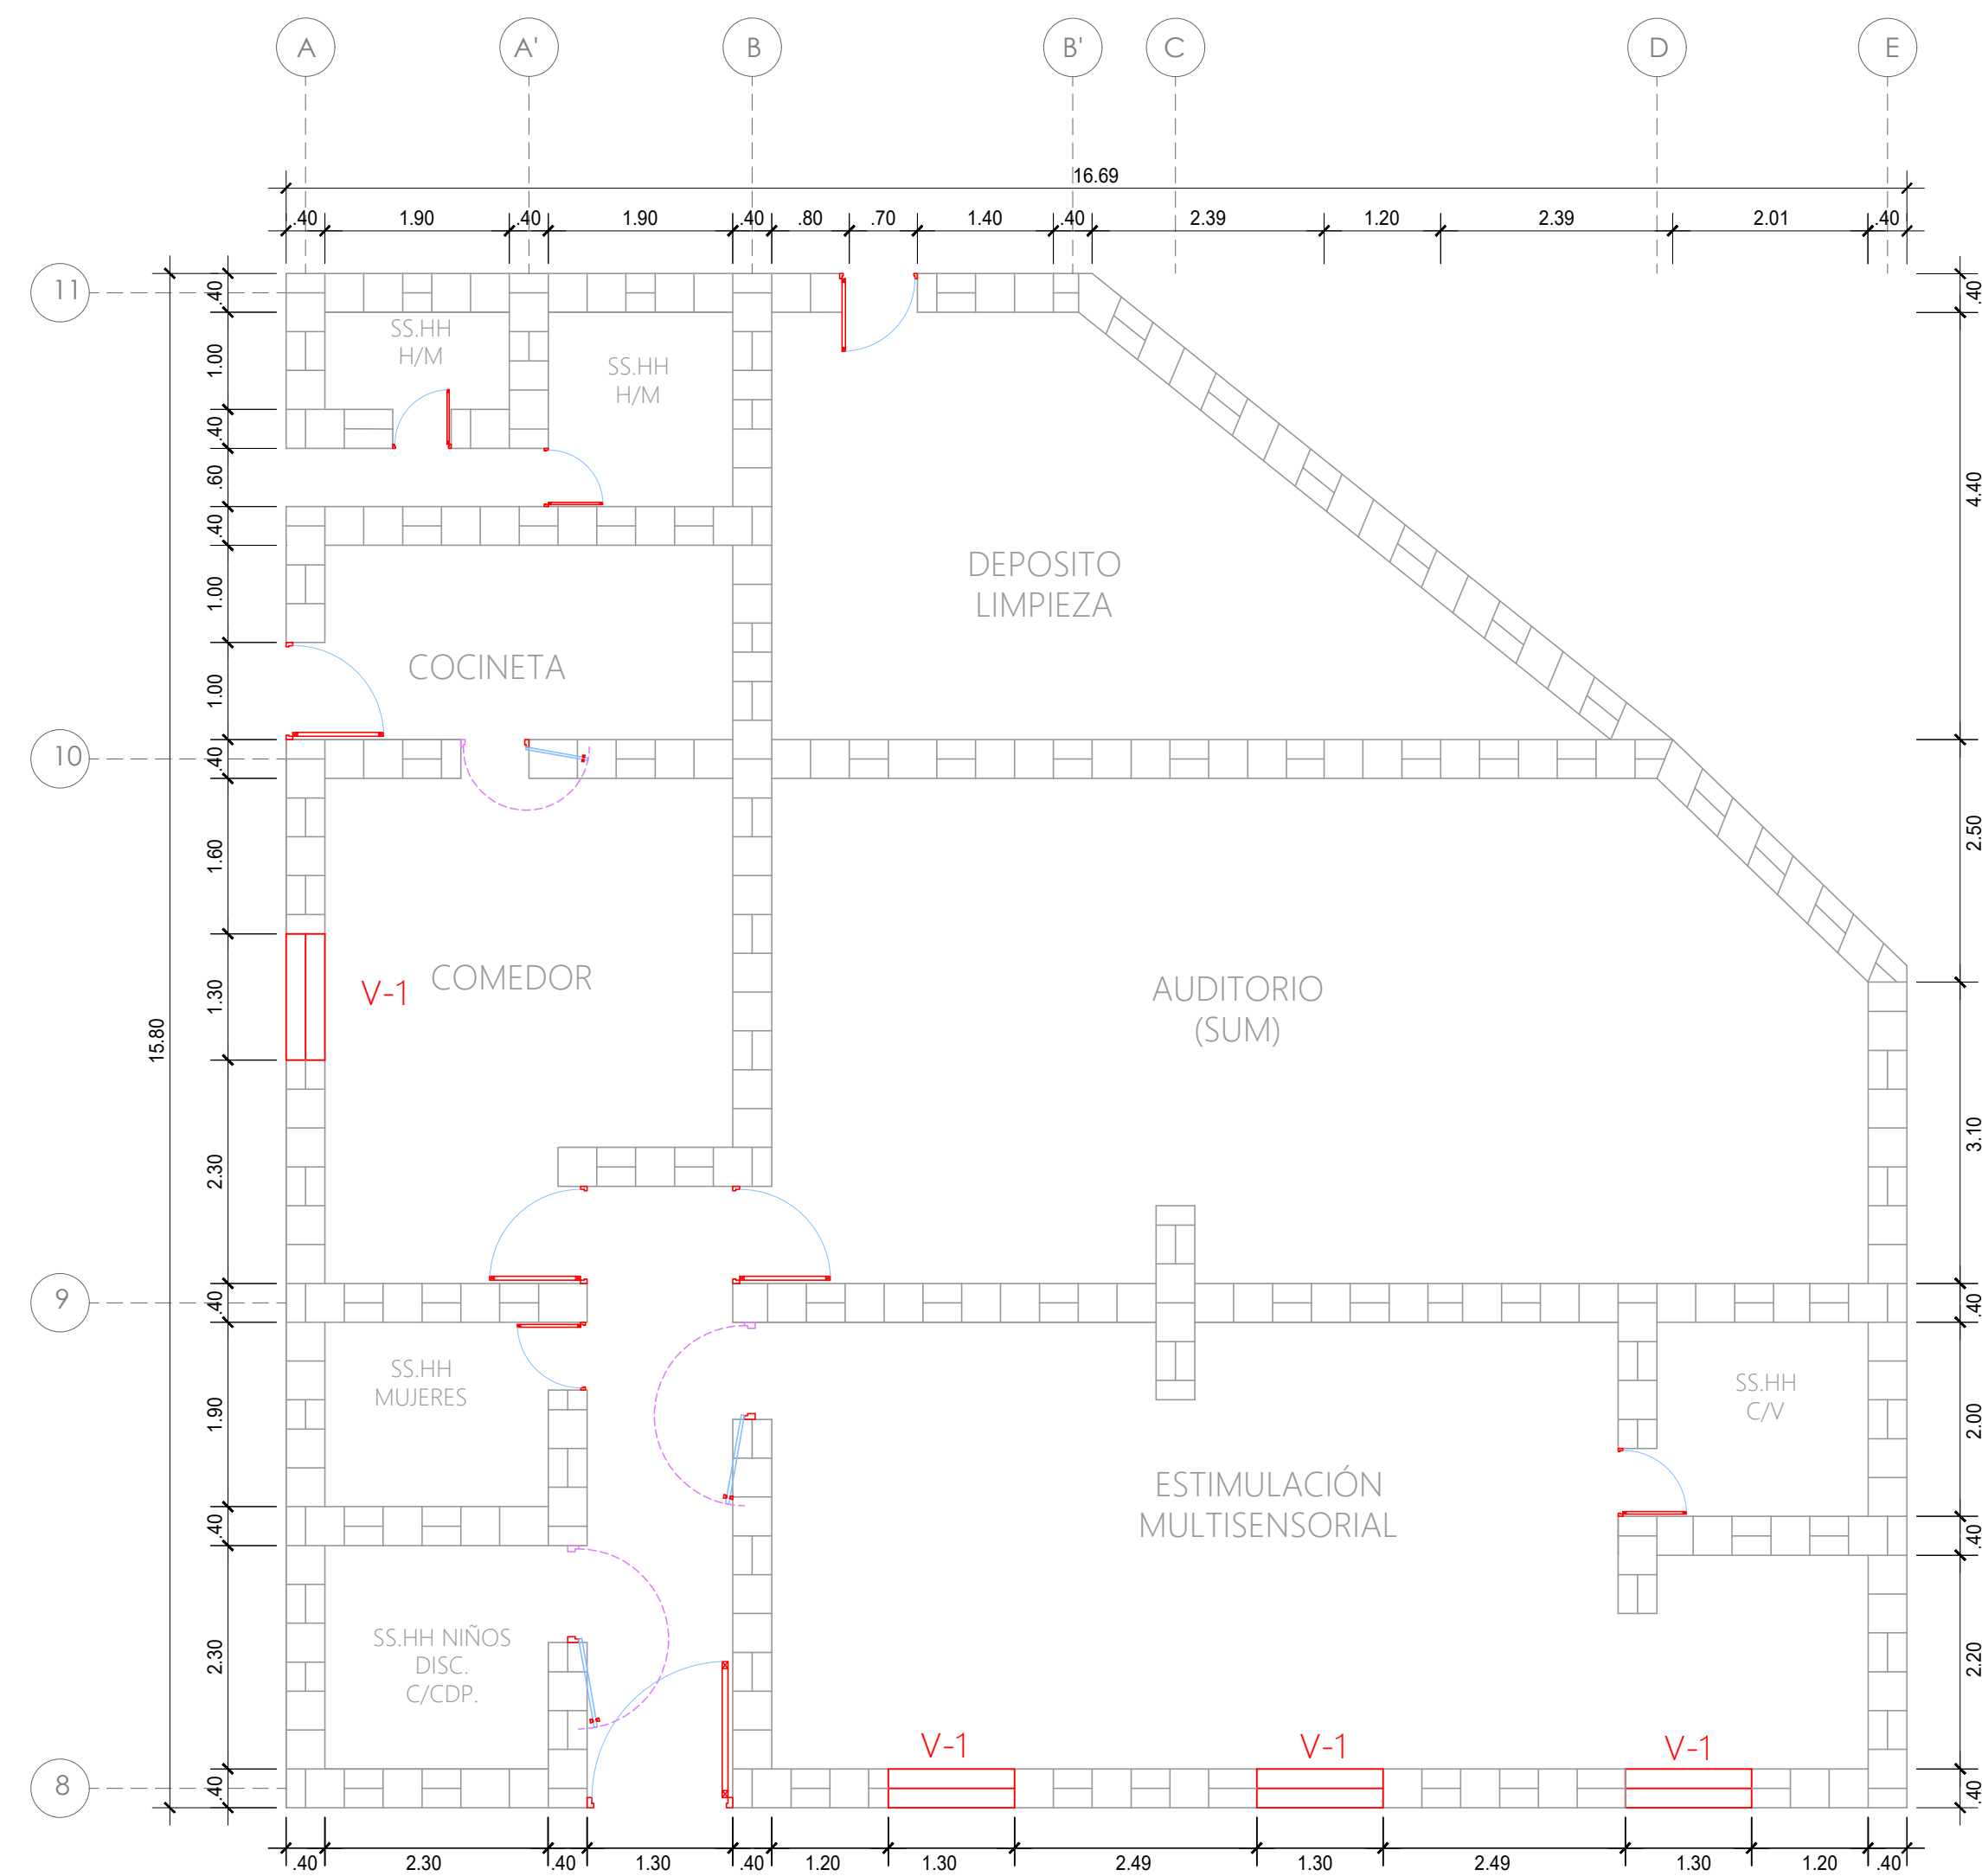 A A' B B' C D E
16.69
.40 1.90 .40 1.90 .40 .80 .70 1.40 .40 2.39 1.20 2.39 2.01 .40
11
10
9
8
15.80
.40
1.00
.40
.60
.40
1.00
1.00
.40
1.60
1.30
2.30
.40
1.90
.40
2.30
.40
SS.HH
H/M
SS.HH
H/M
DEPOSITO
LIMPIEZA
COCINETA
COMEDOR
V-1
AUDITORIO
(SUM)
SS.HH
MUJERES
SS.HH
C/V
ESTIMULACIÓN
MULTISENSORIAL
SS.HH NIÑOS
DISC.
C/CDP.
V-1 V-1 V-1
.40
4.40
2.50
3.10
.40
2.00
.40
2.20
.40
.40 2.30 .40 1.30 .40 1.20 1.30 2.49 1.30 2.49 1.30 1.20 .40